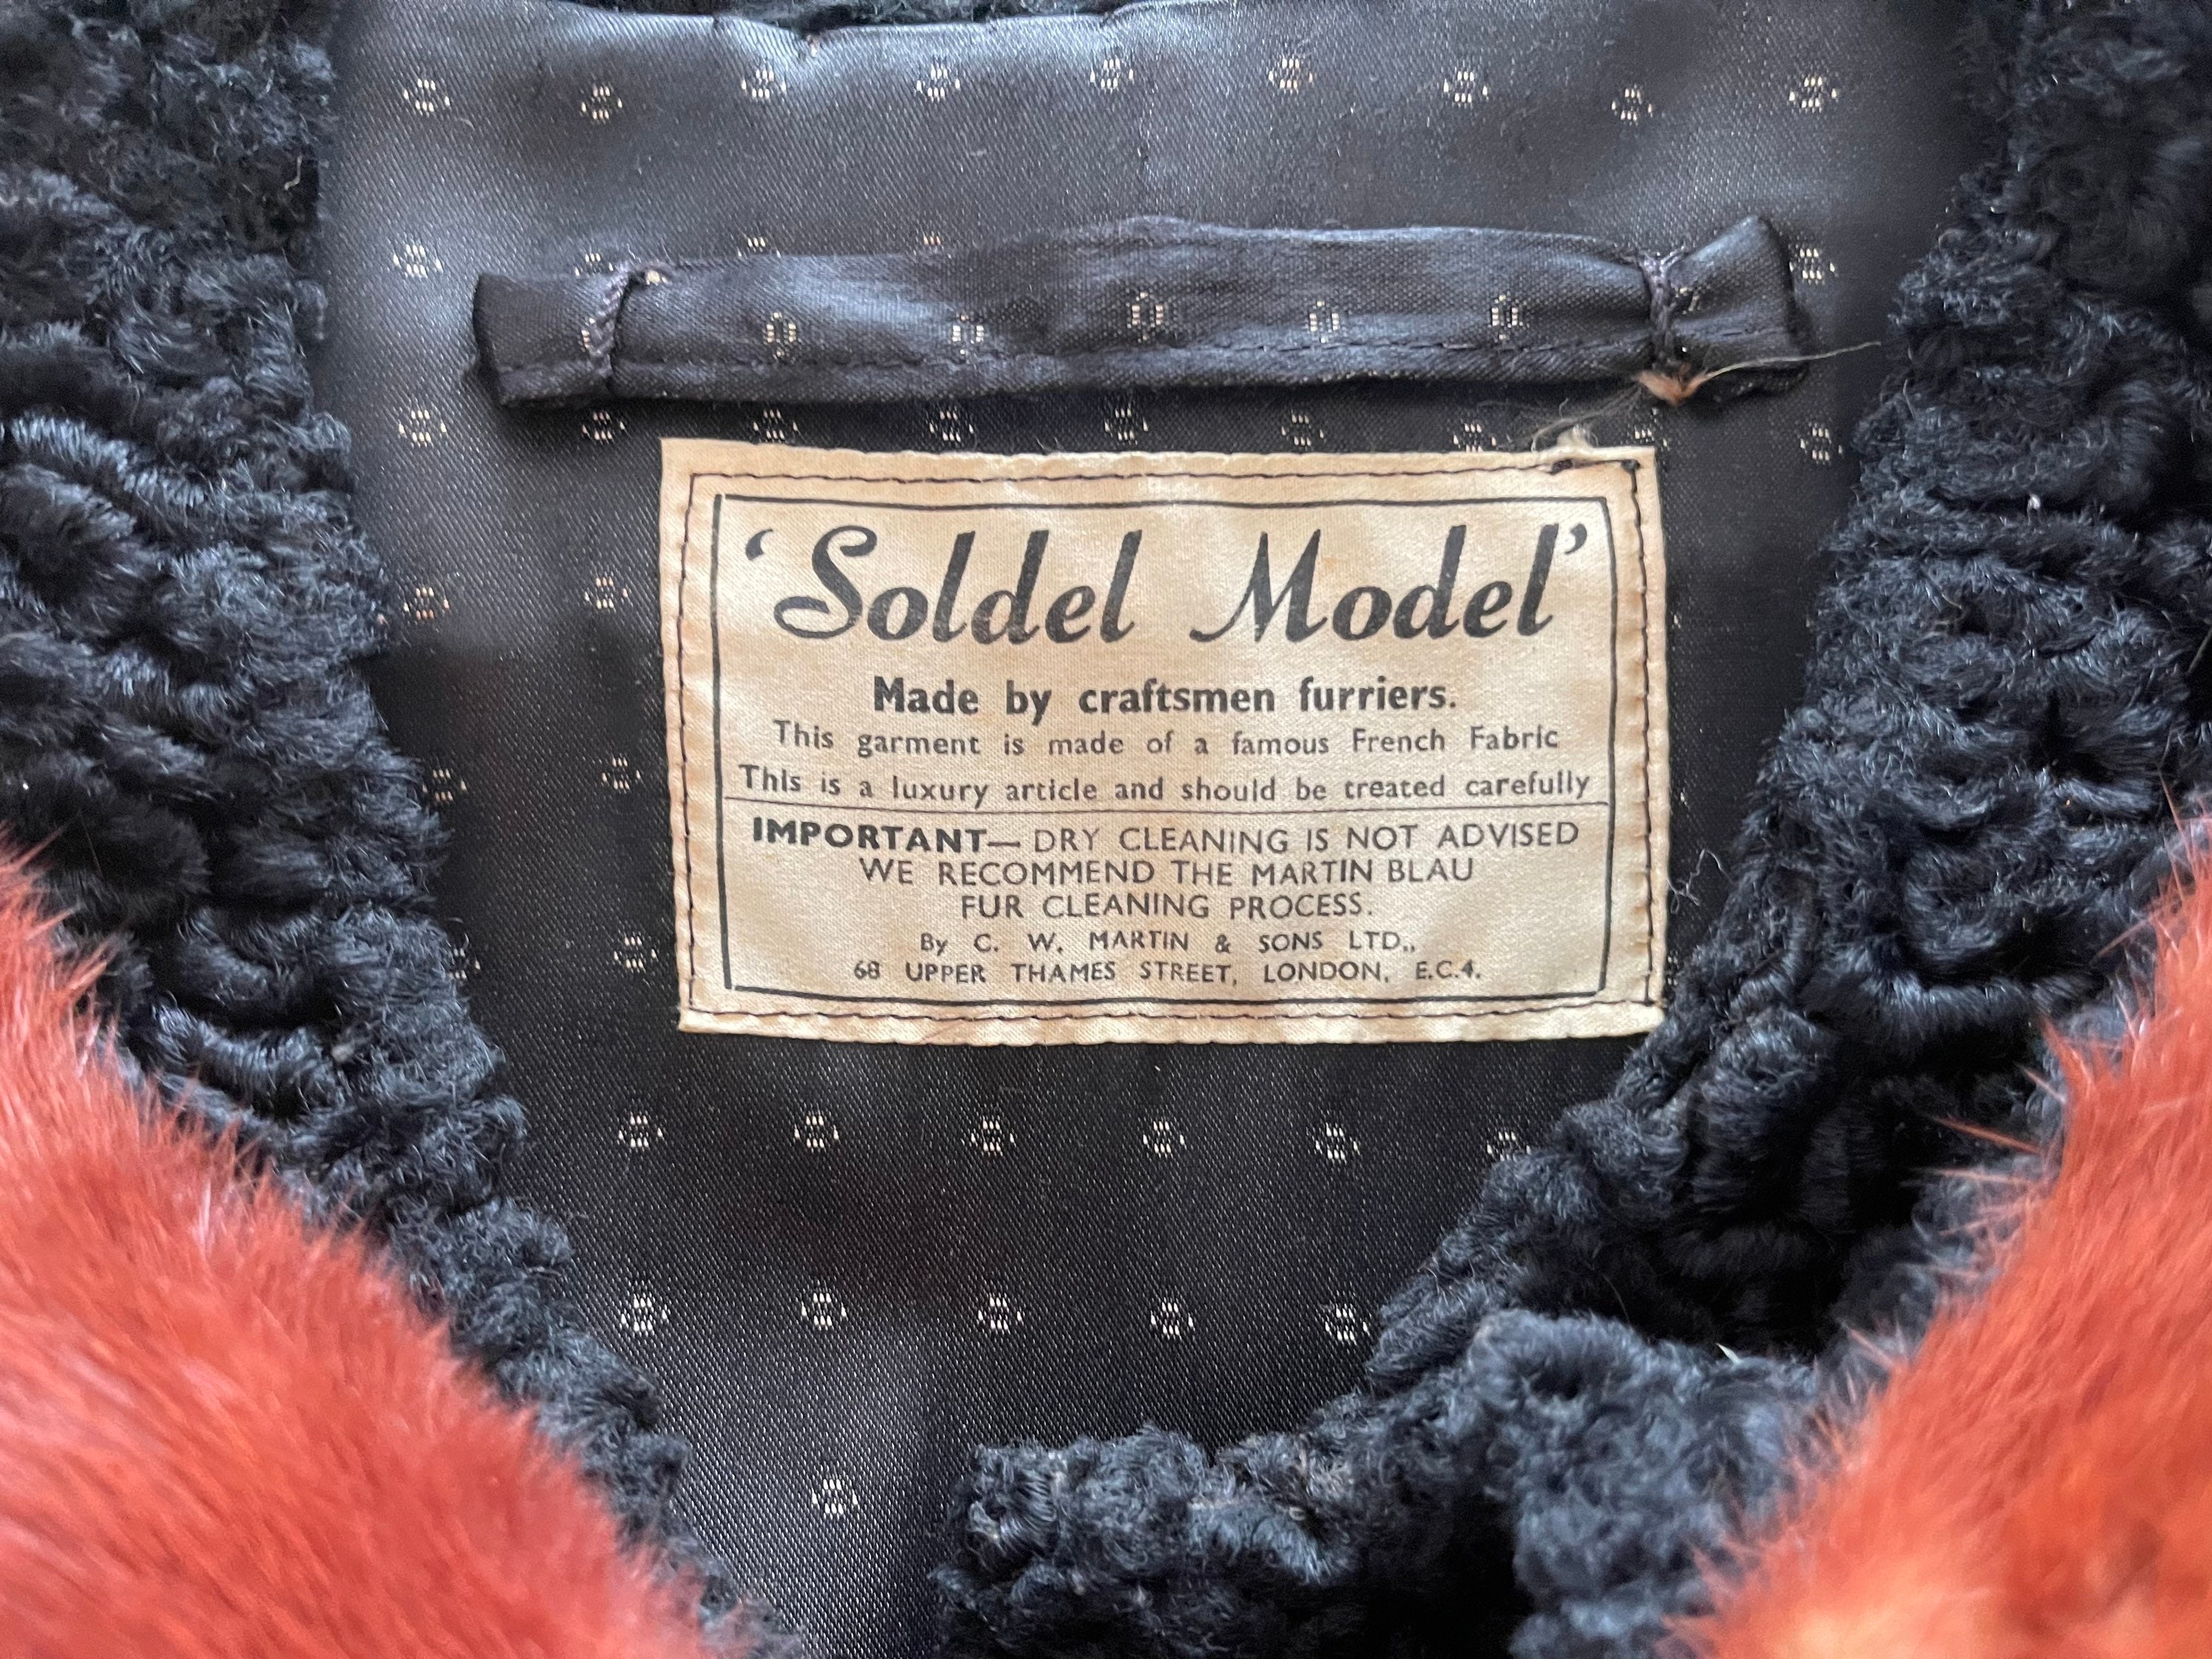 ‘Soldel Model’
Made by craftsmen furriers.
This garment is made of a famous French Fabric
This is a luxury article and should be treated carefully
IMPORTANT— DRY CLEANING IS NOT ADVISED
WE RECOMMEND THE MARTIN BLAU
FUR CLEANING PROCESS.
By C. W. MARTIN & SONS LTD.,
68 UPPER THAMES STREET, LONDON, E.C.4.